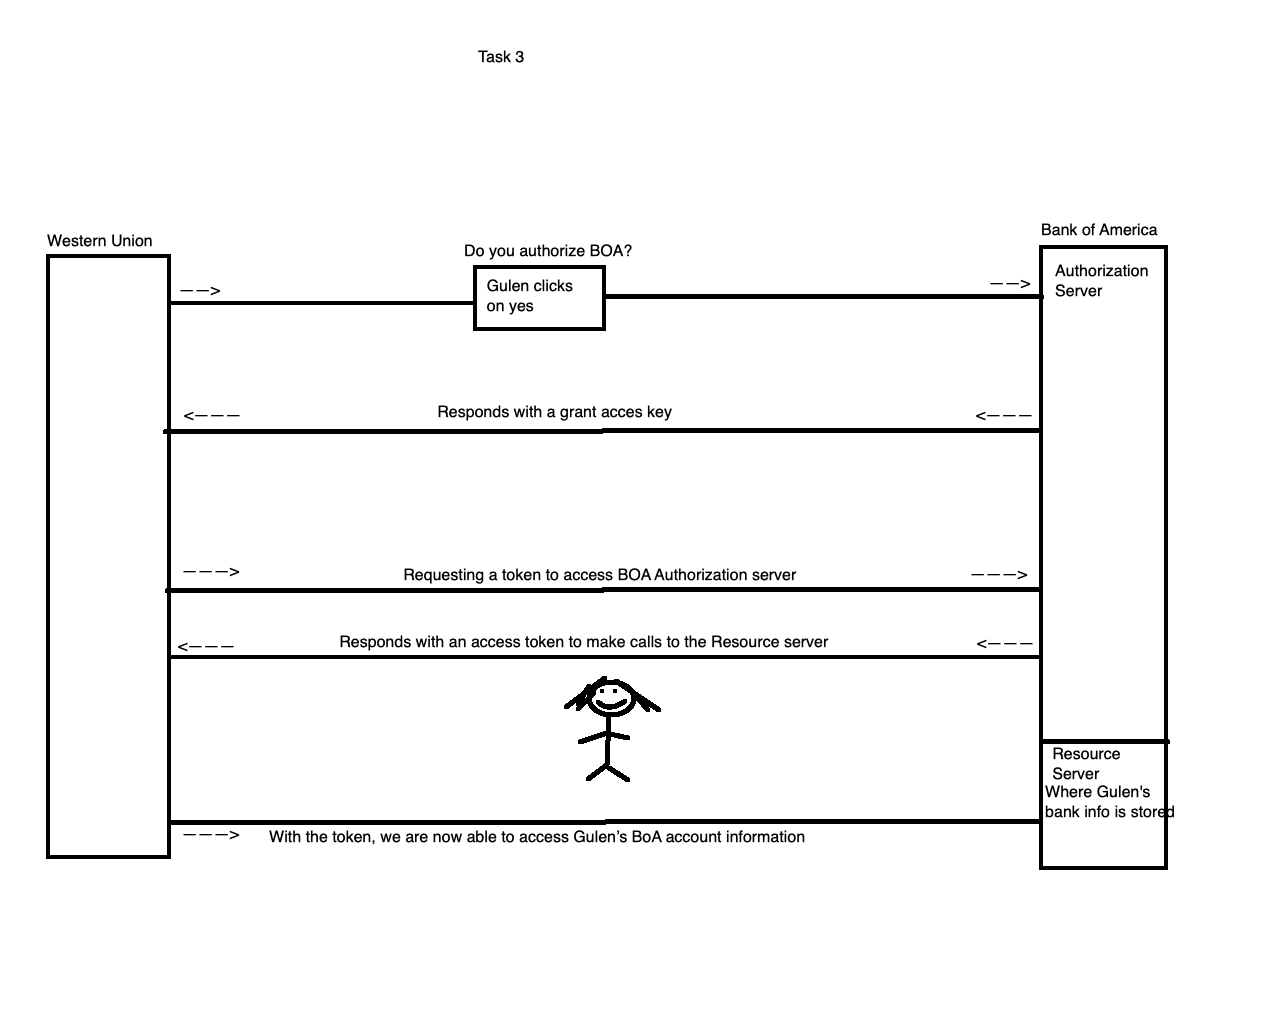 Task 3
Western Union
Bank of America
Do you authorize BOA?
Gulen clicks
on yes
Authorization
Server
——>
——>
Responds with a grant acces key
<———
<———
Requesting a token to access BOA Authorization server
———>
———>
Responds with an access token to make calls to the Resource server
<———
<———
Resource
Server
Where Gulen's
bank info is stored
———>
With the token, we are now able to access Gulen’s BoA account information